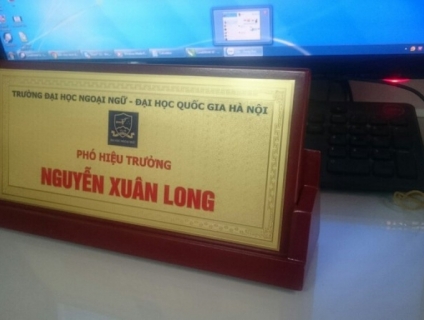 TRƯỜNG ĐẠI HỌC NGOẠI NGỮ - ĐẠI HỌC QUỐC GIA HÀ NỘI
PHÓ HIỆU TRƯỞNG
NGUYỄN XUÂN LONG